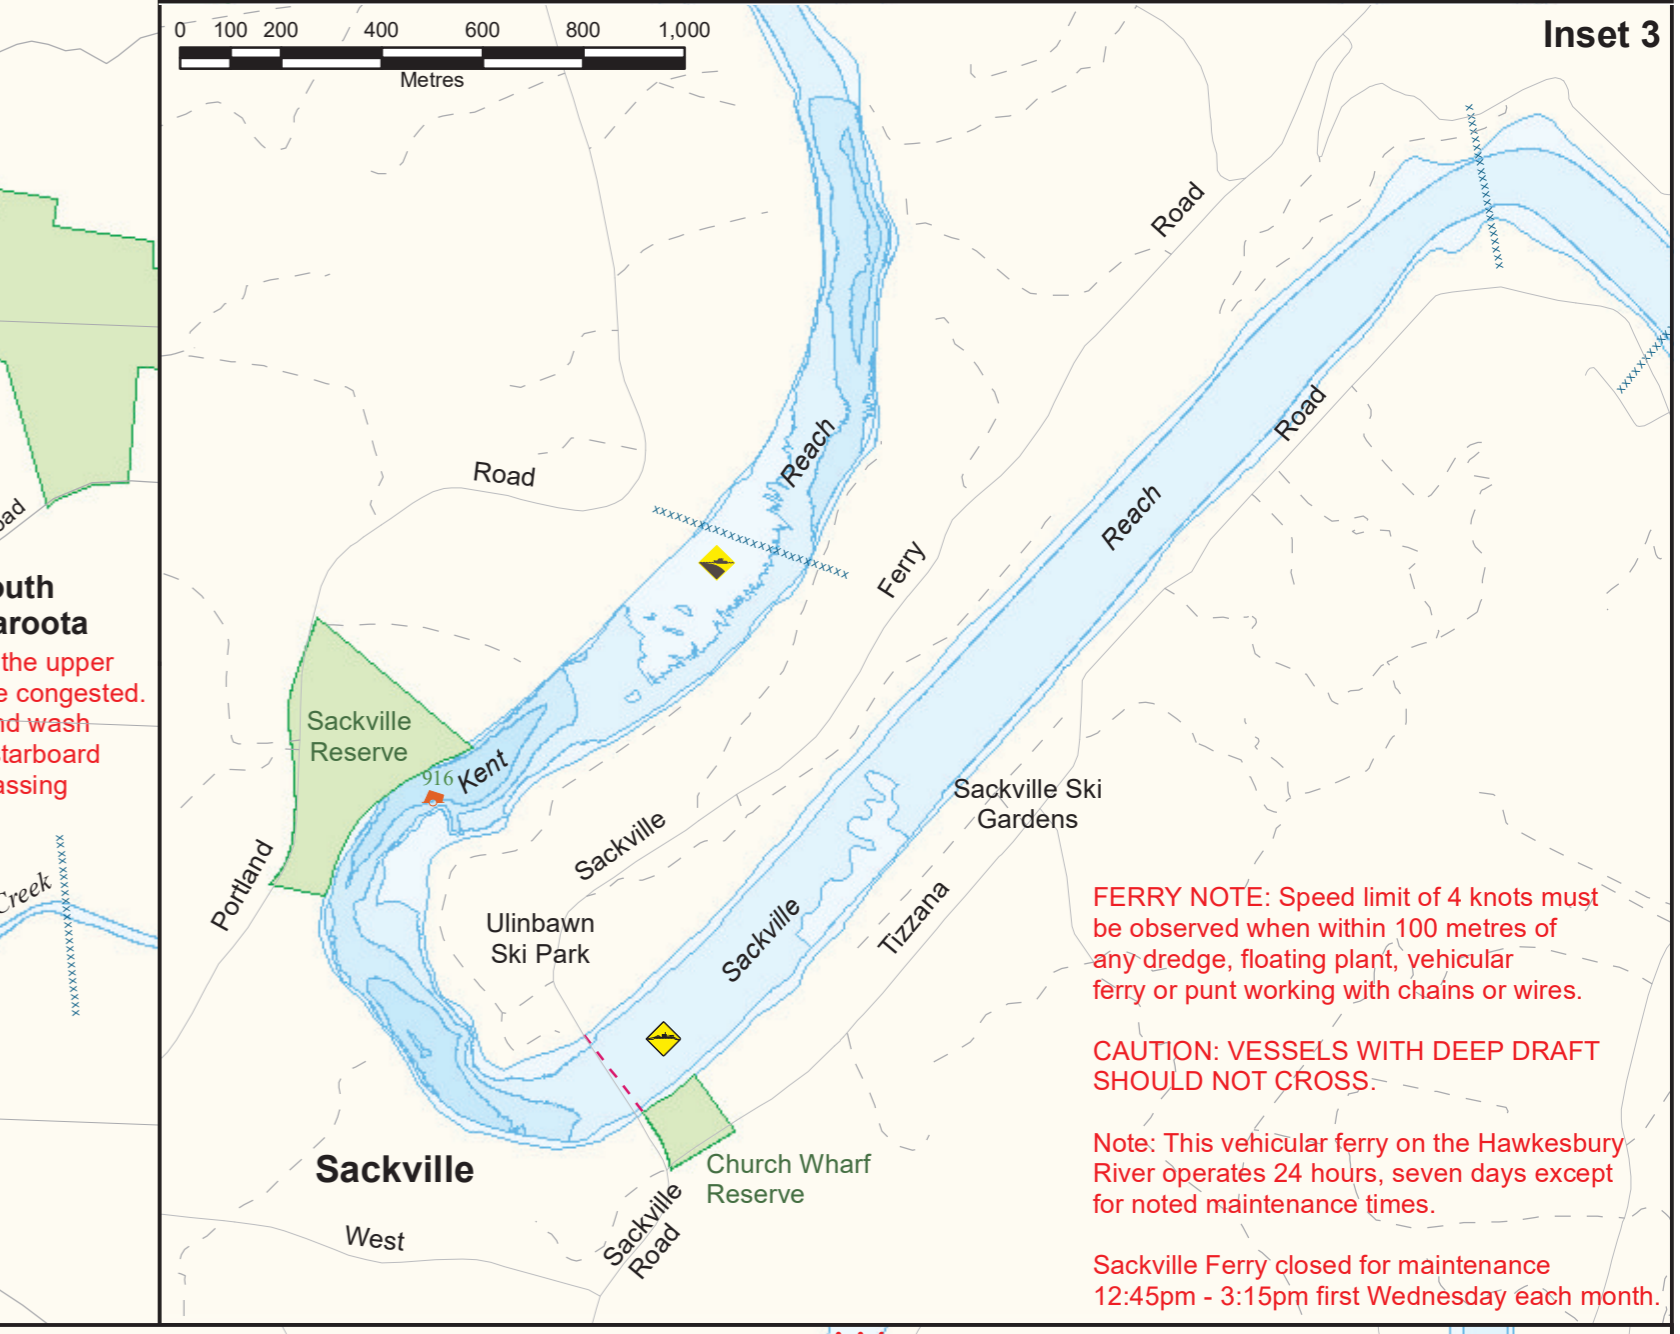 0 100 200 400 600 800 1,000
Metres
Inset 3
Road
Road
Reach
Road
Reach
Ferry
outh
aroota
the upper
e congested.
nd wash
starboard
assing
oad
Creek
Sackville
Reserve
916
Kent
Portland
Sackville
Ulinbawn
Ski Park
Sackville Ski
Gardens
Sackville
Tizzana
FERRY NOTE: Speed limit of 4 knots must
be observed when within 100 metres of
any dredge, floating plant, vehicular
ferry or punt working with chains or wires.
CAUTION: VESSELS WITH DEEP DRAFT
SHOULD NOT CROSS.
Note: This vehicular ferry on the Hawkesbury
River operates 24 hours, seven days except
for noted maintenance times.
Sackville Ferry closed for maintenance
12:45pm - 3:15pm first Wednesday each month.
Sackville
Church Wharf
Reserve
West
Sackville
Road